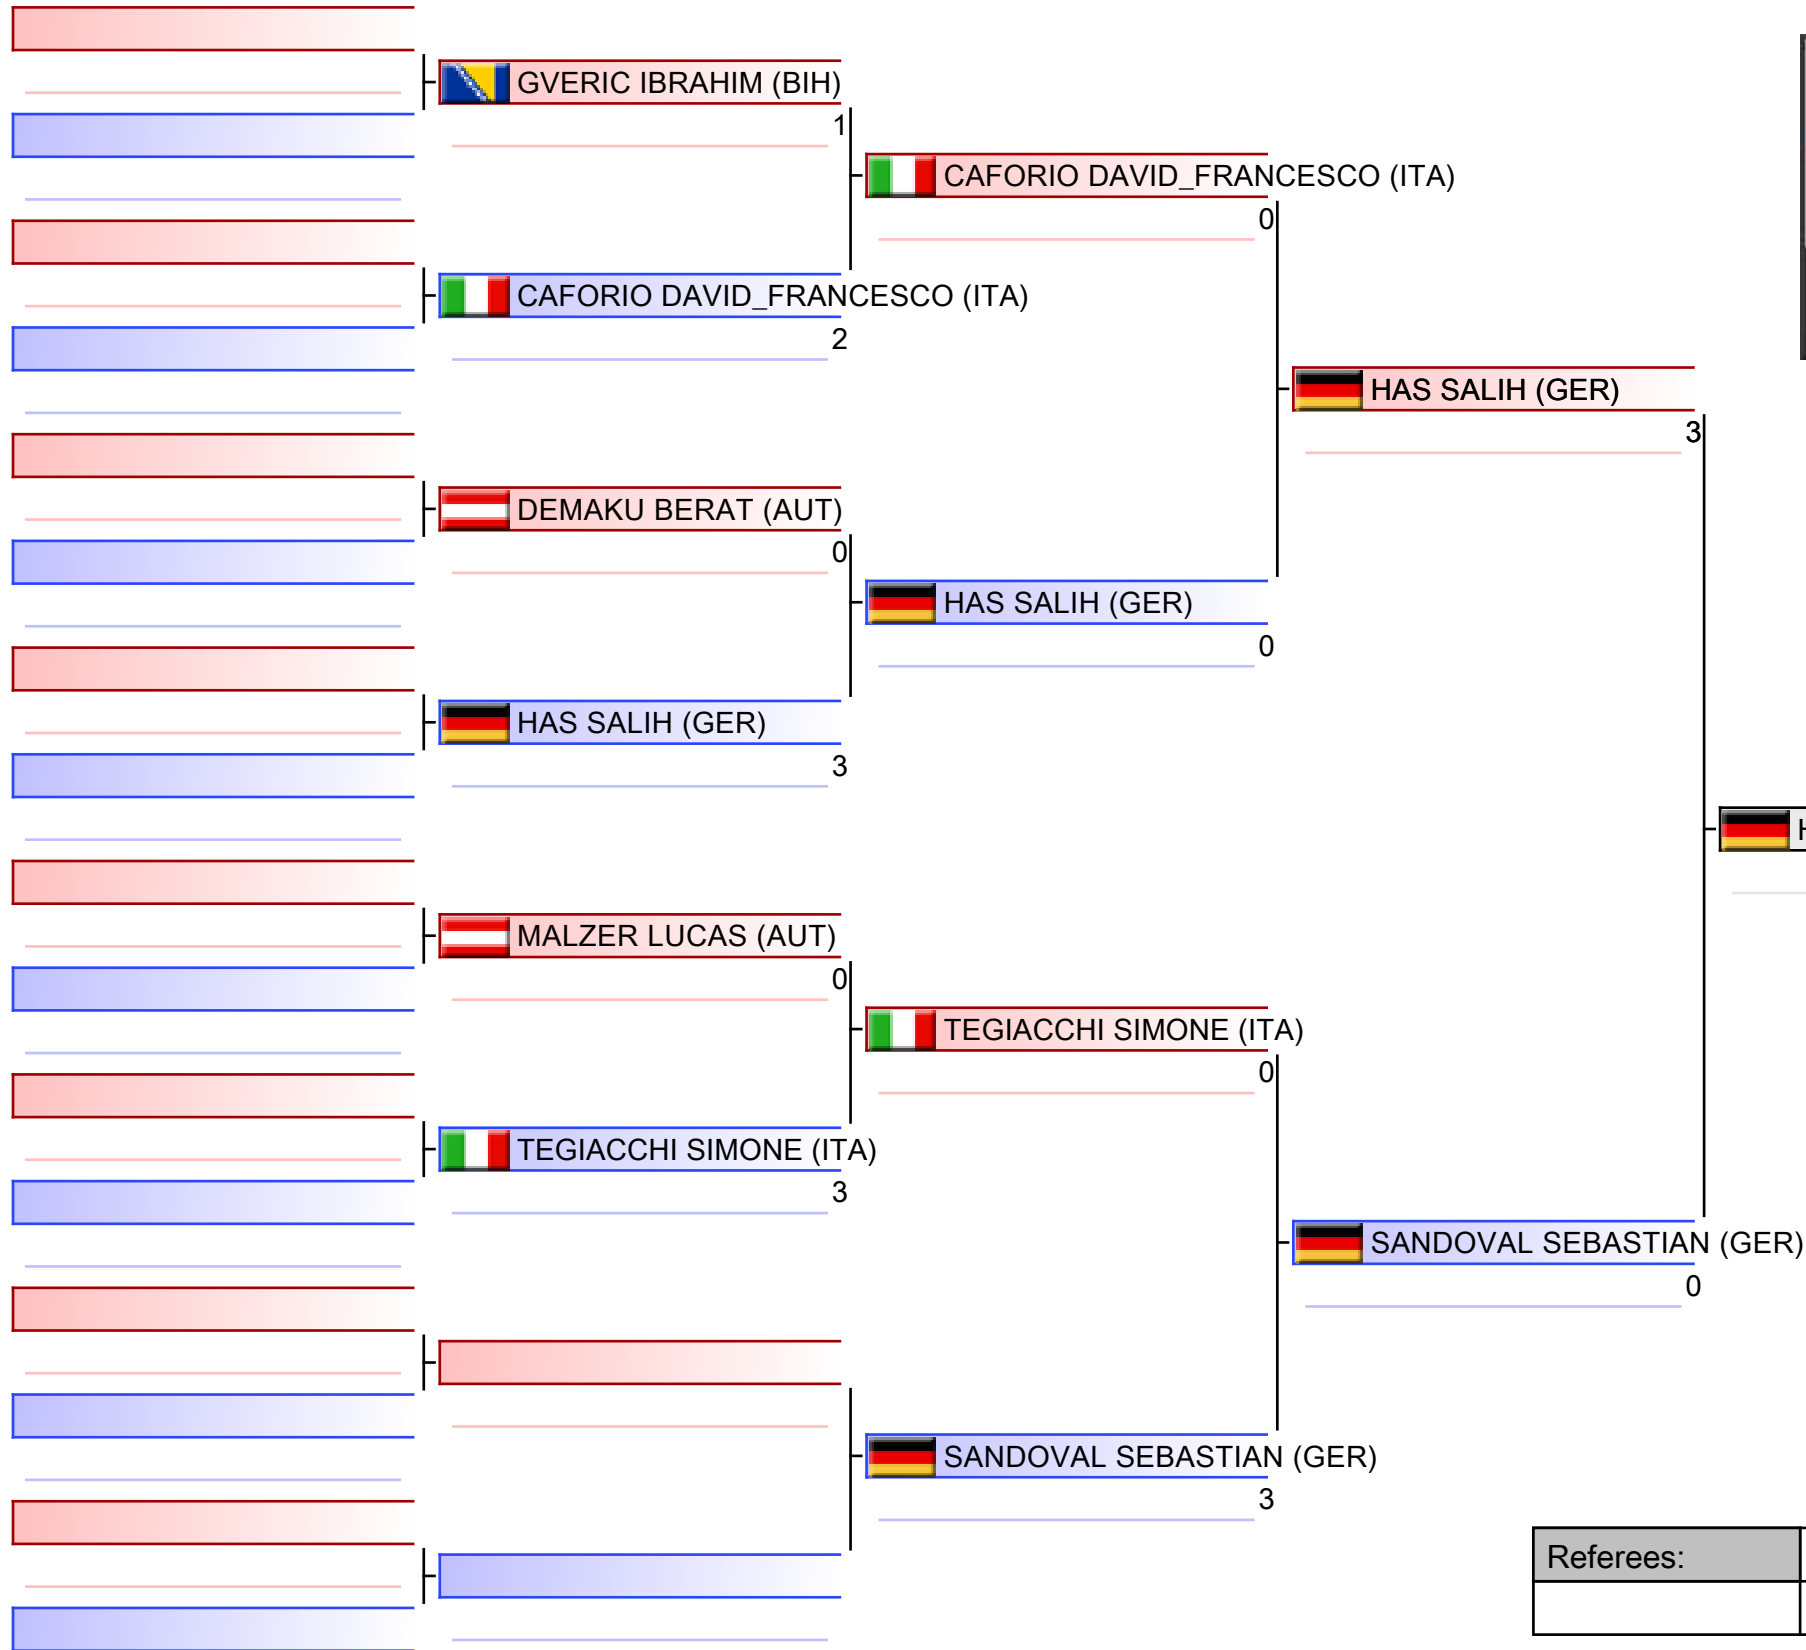 GVERIC IBRAHIM (BIH)
1
CAFORIO DAVID_FRANCESCO (ITA)
2
DEMAKU BERAT (AUT)
0
HAS SALIH (GER)
3
MALZER LUCAS (AUT)
0
TEGIACCHI SIMONE (ITA)
3
CAFORIO DAVID_FRANCESCO (ITA)
0
HAS SALIH (GER)
0
TEGIACCHI SIMONE (ITA)
0
SANDOVAL SEBASTIAN (GER)
3
HAS SALIH (GER)
3
SANDOVAL SEBASTIAN (GER)
0
Referees: